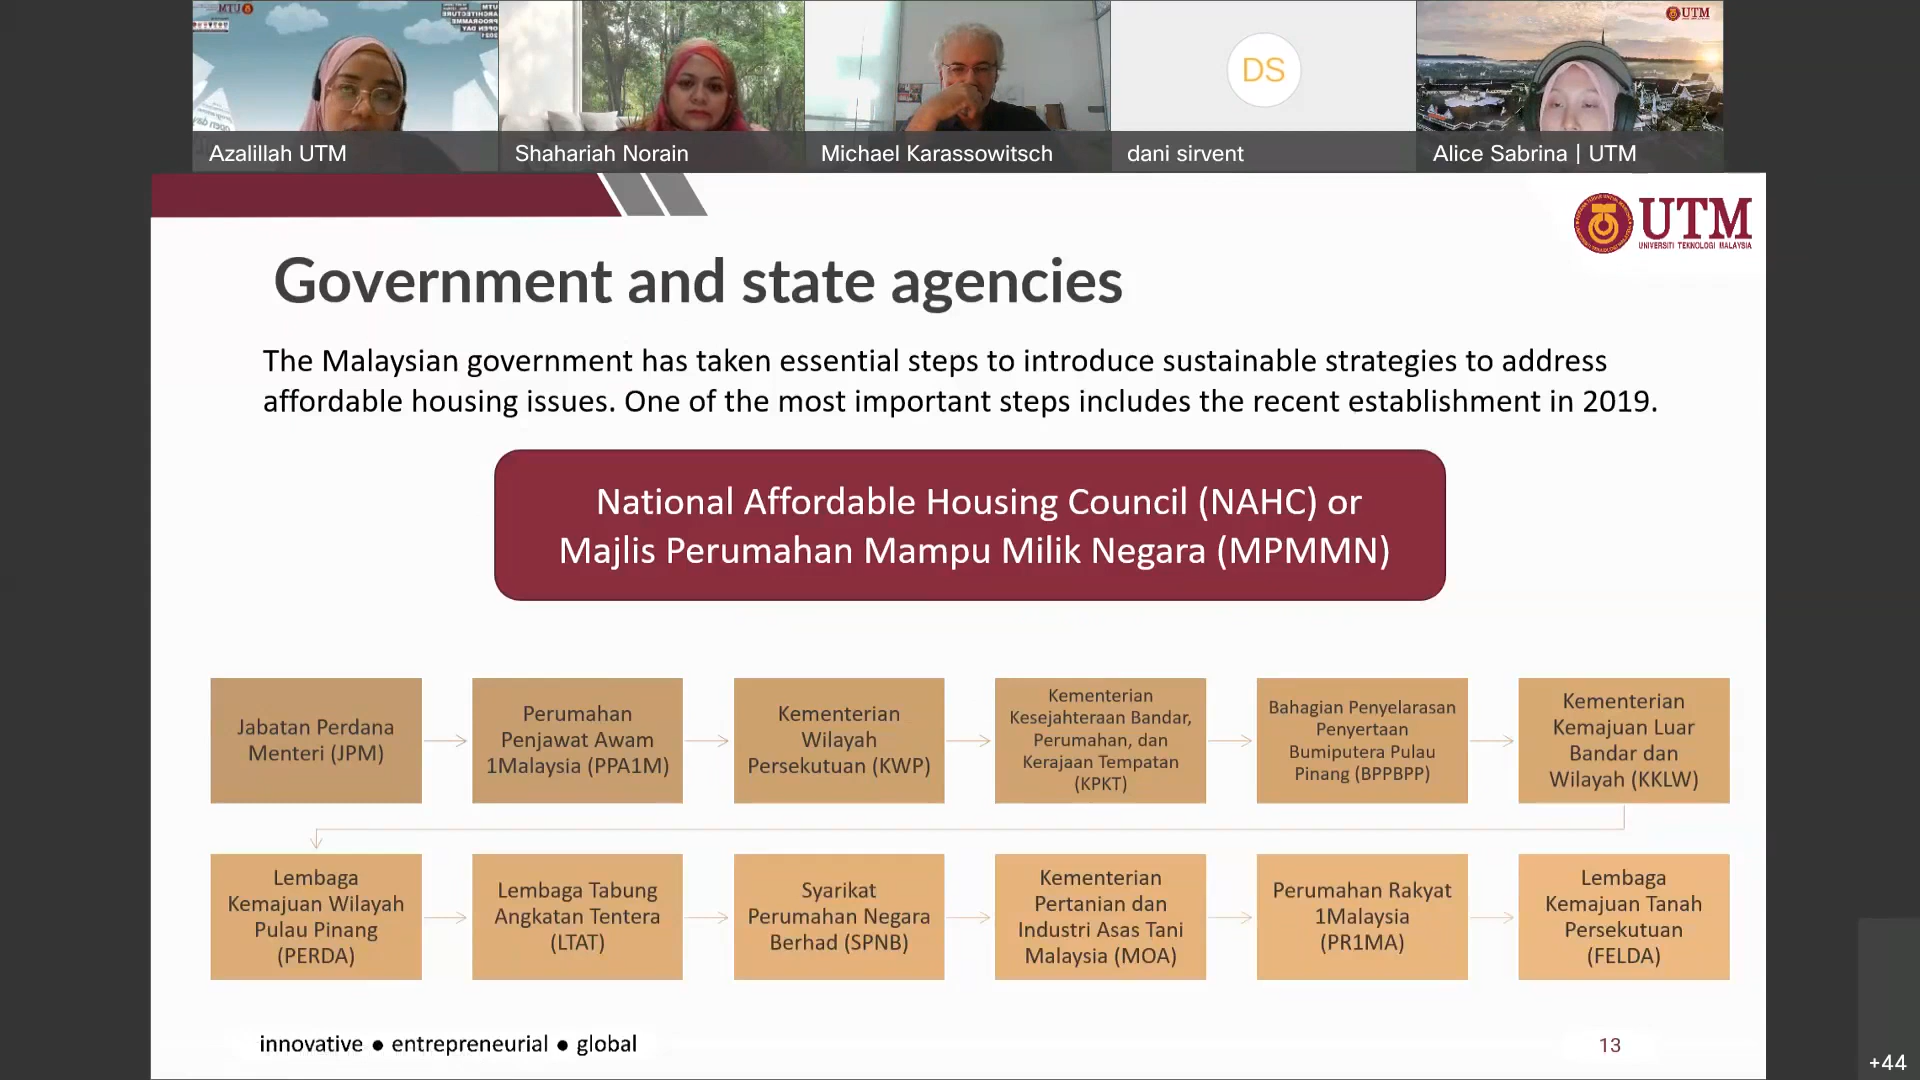 UTM
Azalillah UTM
Shahariah Norain
Michael Karassowitsch
DS
dani sirvent
UTM
Alice Sabrina | UTM
UTM
UNIVERSITI TEKNOLOGI MALAYSIA
Government and state agencies
The Malaysian government has taken essential steps to introduce sustainable strategies to address
affordable housing issues. One of the most important steps includes the recent establishment in 2019.
National Affordable Housing Council (NAHC) or
Majlis Perumahan Mampu Milik Negara (MPMMN)
Jabatan Perdana
Menteri (JPM)
Perumahan
Penjawat Awam
1Malaysia (PPA1M)
Kementerian
Wilayah
Persekutuan (KWP)
Kementerian
Kesejahteraan Bandar,
Perumahan, dan
Kerajaan Tempatan
(KPKT)
Bahagian Penyelarasan
Penyertaan
Bumiputera Pulau
Pinang (BPPBPP)
Kementerian
Kemajuan Luar
Bandar dan
Wilayah (KKLW)
Lembaga
Kemajuan Wilayah
Pulau Pinang
(PERDA)
Lembaga Tabung
Angkatan Tentera
(LTAT)
Syarikat
Perumahan Negara
Berhad (SPNB)
Kementerian
Pertanian dan
Industri Asas Tani
Malaysia (MOA)
Perumahan Rakyat
1Malaysia
(PR1MA)
Lembaga
Kemajuan Tanah
Persekutuan
(FELDA)
innovative ● entrepreneurial ● global
13
+44